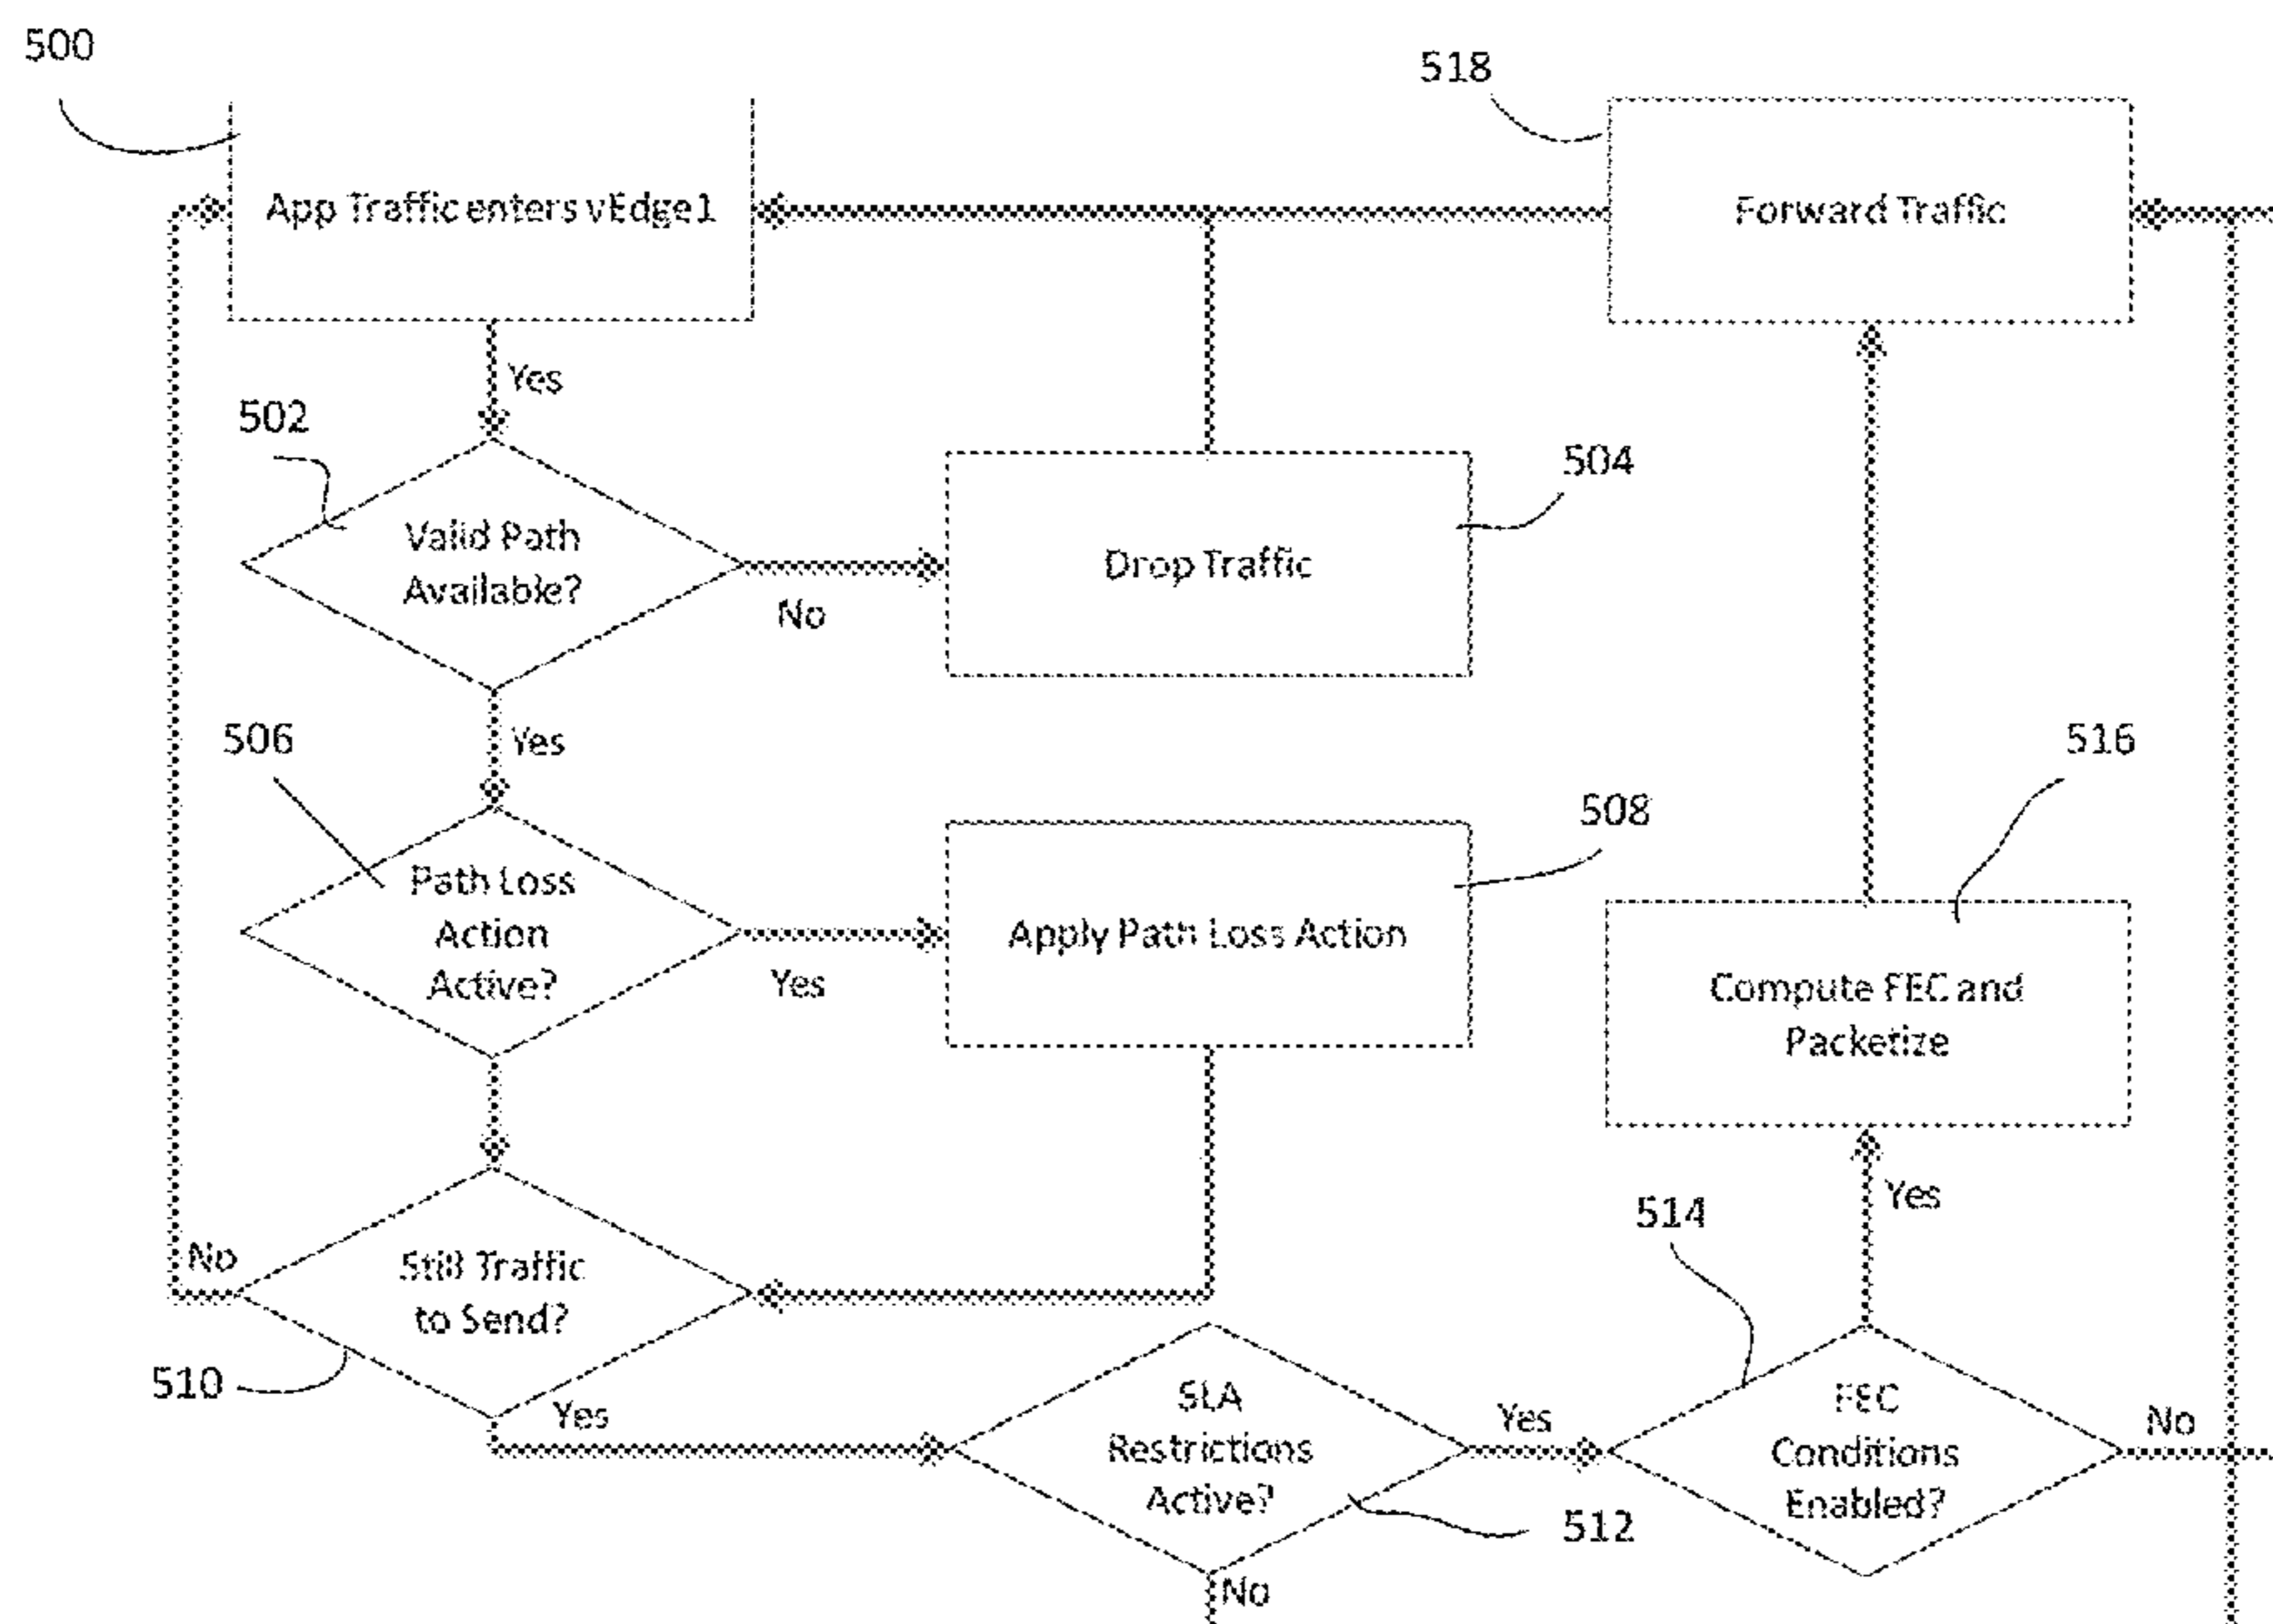 500
518
App Traffic enters vEdge1
Forward Traffic
Yes
502
504
Valid Path
Available?
Drop Traffic
No
Yes
506
516
508
Path Loss
Action
Active?
Apply Path Loss Action
Yes
Compute FEC and
Packetize
Yes
514
No
Still Traffic
to Send?
510
Yes
SLA
Restrictions
Active?
Yes
FEC
Conditions
Enabled?
No
512
No